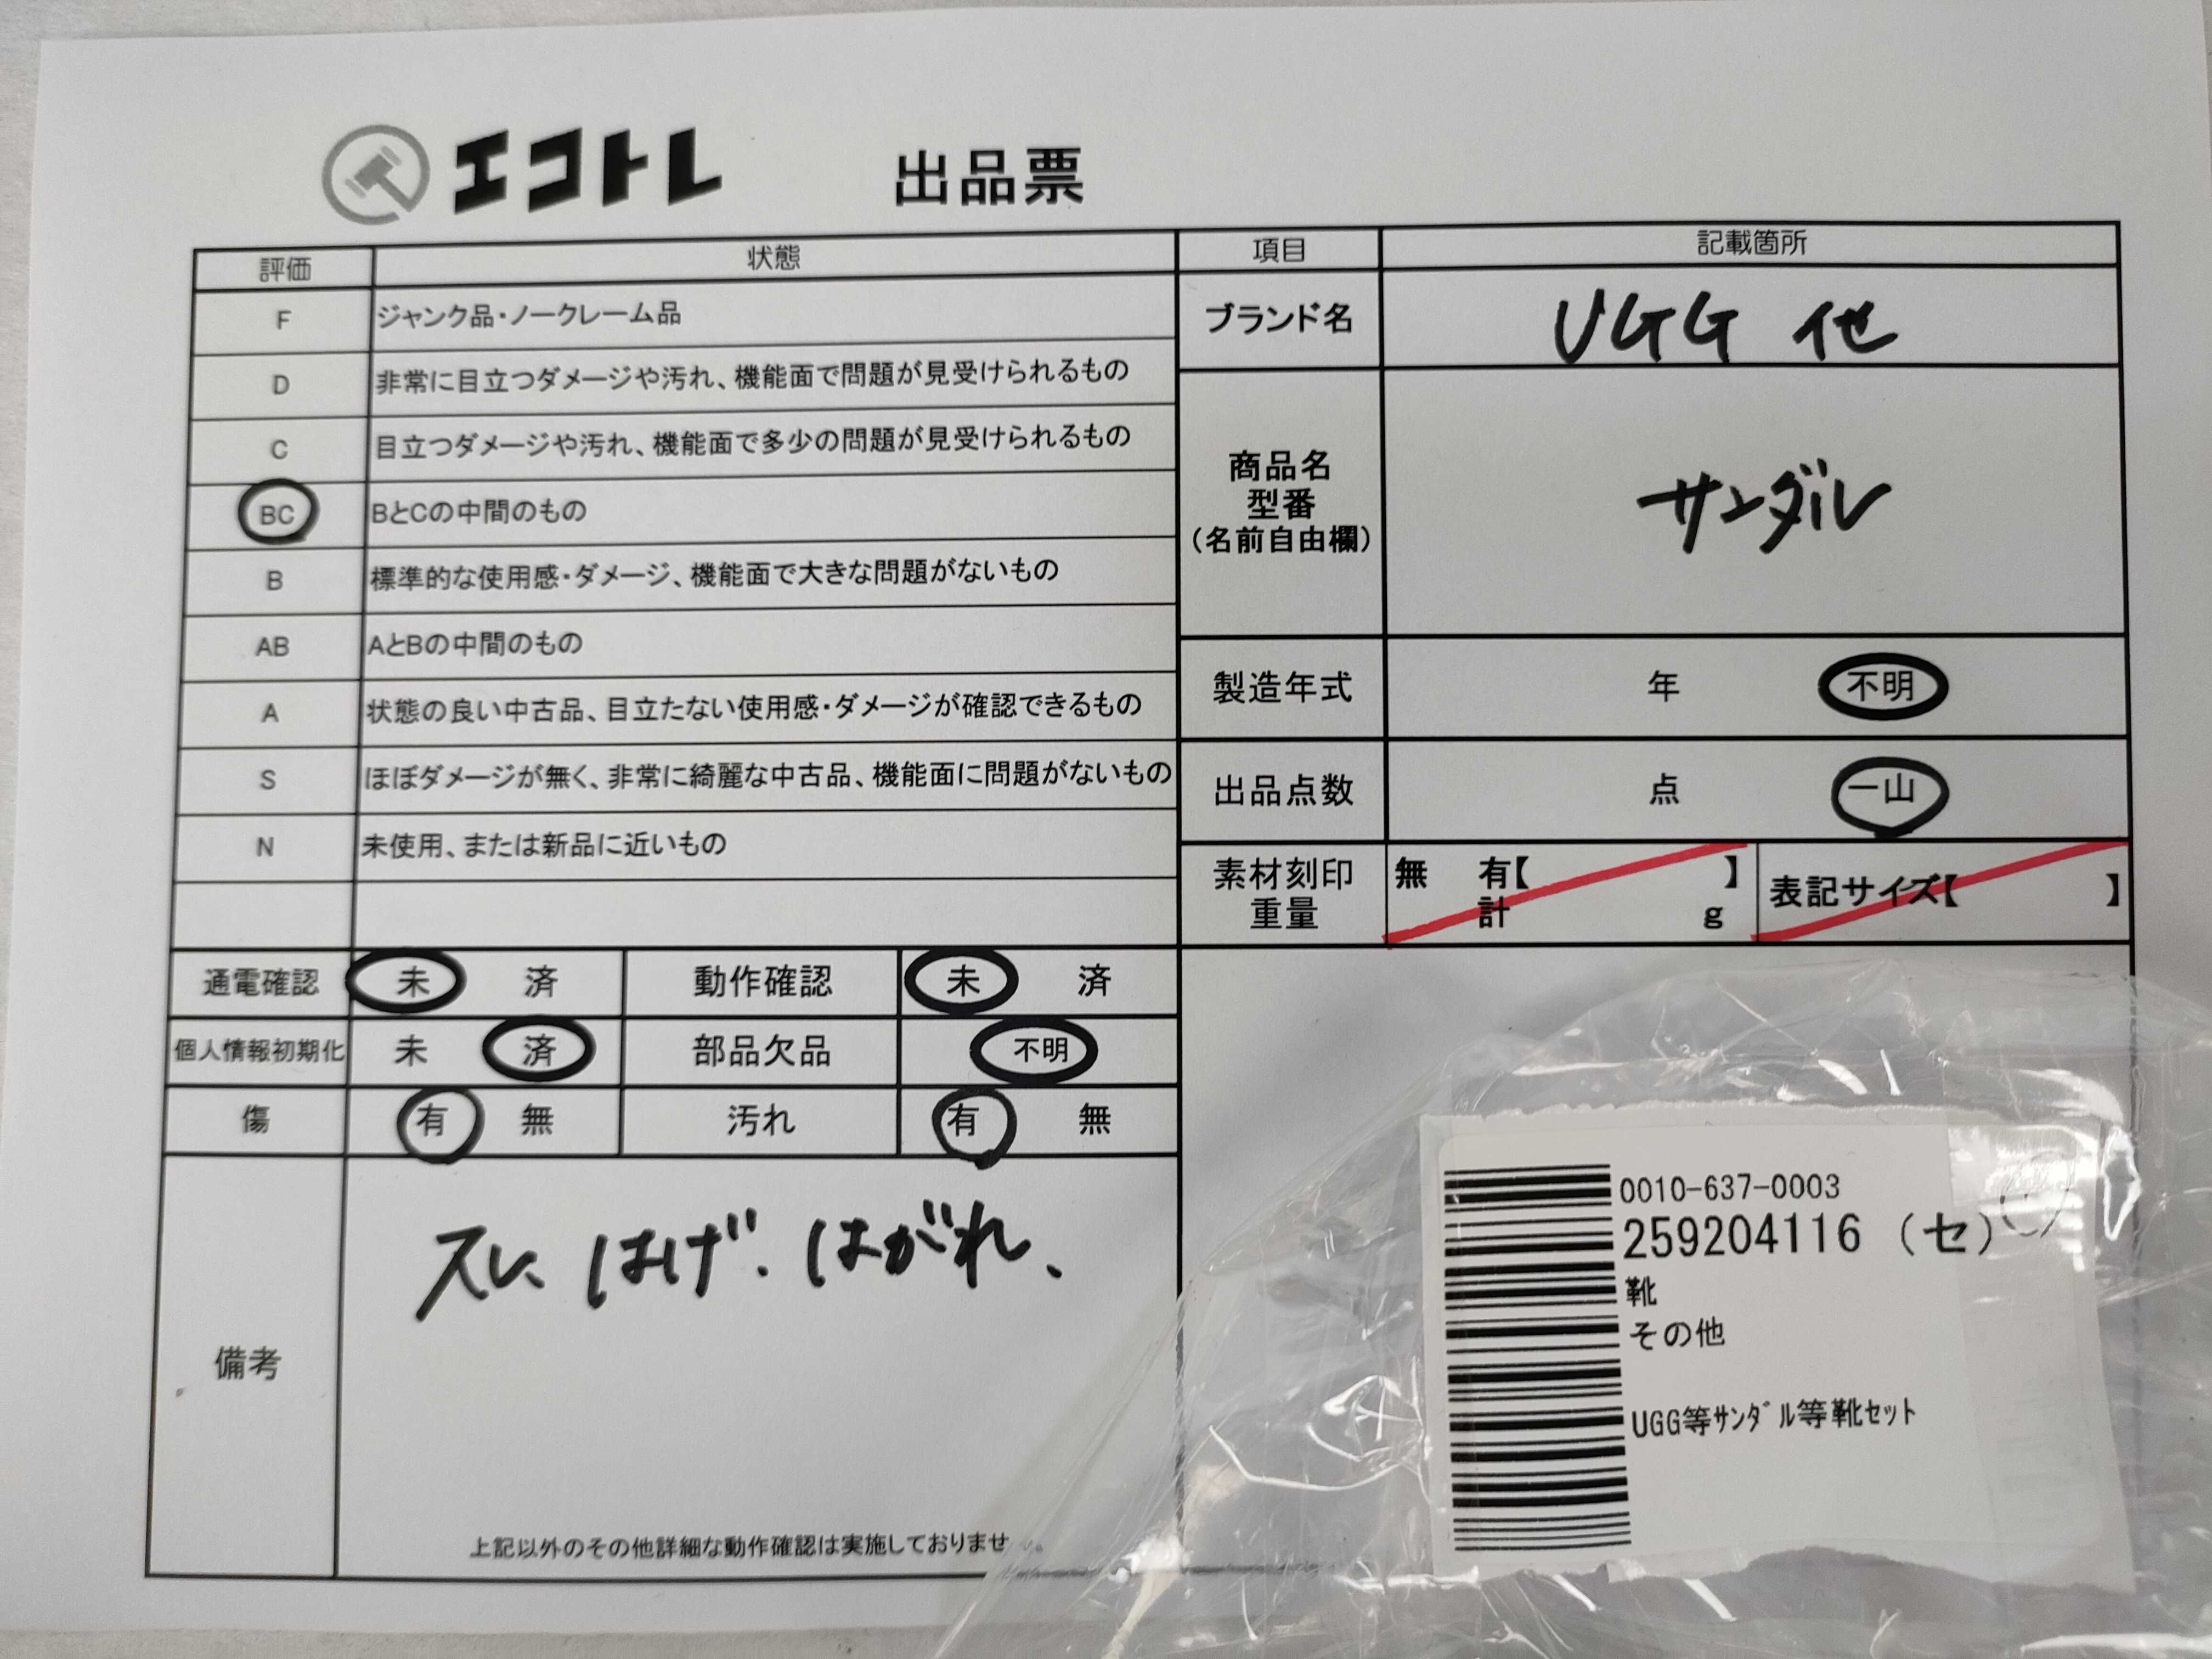 エコトレ 出品票
評価 状態
F ジャンク品・ノークレーム品
D 非常に目立つダメージや汚れ、機能面で問題が見受けられるもの
C 目立つダメージや汚れ、機能面で多少の問題が見受けられるもの
BC BとCの中間のもの
B 標準的な使用感・ダメージ、機能面で大きな問題がないもの
AB AとBの中間のもの
A 状態の良い中古品、目立たない使用感・ダメージが確認できるもの
S ほぼダメージが無く、非常に綺麗な中古品、機能面に問題がないもの
N 未使用、または新品に近いもの
項目 記載箇所
ブランド名 UGG 他
商品名
型番
(名前自由欄)
サンダル
製造年式 年 不明
出品点数 点 一山
素材刻印
重量
無 有【 】
計 g
表記サイズ【 】
通電確認 未 済 動作確認 未 済
個人情報初期化 未 済 部品欠品 不明
傷 有 無 汚れ 有 無
備考
スレ、はげ、はがれ、
上記以外のその他詳細な動作確認は実施しておりませ
0010-637-0003
259204116 (セ)
靴
その他
UGG等ｻﾝﾀﾞﾙ等靴ｾｯﾄ